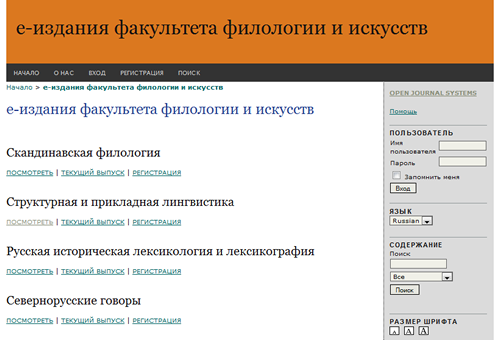 е-издания факультета филологии и искусств
НАЧАЛО О НАС ВХОД РЕГИСТРАЦИЯ ПОИСК
Начало > е-издания факультета филологии и искусств
е-издания факультета филологии и искусств
Скандинавская филология
ПОСМОТРЕТЬ | ТЕКУЩИЙ ВЫПУСК | РЕГИСТРАЦИЯ
Структурная и прикладная лингвистика
ПОСМОТРЕТЬ | ТЕКУЩИЙ ВЫПУСК | РЕГИСТРАЦИЯ
Русская историческая лексикология и лексикография
ПОСМОТРЕТЬ | ТЕКУЩИЙ ВЫПУСК | РЕГИСТРАЦИЯ
Севернорусские говоры
ПОСМОТРЕТЬ | ТЕКУЩИЙ ВЫПУСК | РЕГИСТРАЦИЯ
OPEN JOURNAL SYSTEMS
Помощь
ПОЛЬЗОВАТЕЛЬ
Имя
пользователя
Пароль
Запомнить меня
Вход
ЯЗЫК
Russian
СОДЕРЖАНИЕ
Поиск
Все
Поиск
РАЗМЕР ШРИФТА
A A A